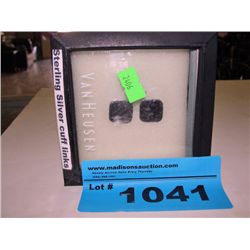 Sterling Silver cuff links
VAN HEUSEN
www.madisonsauction.com
Lot # 1041